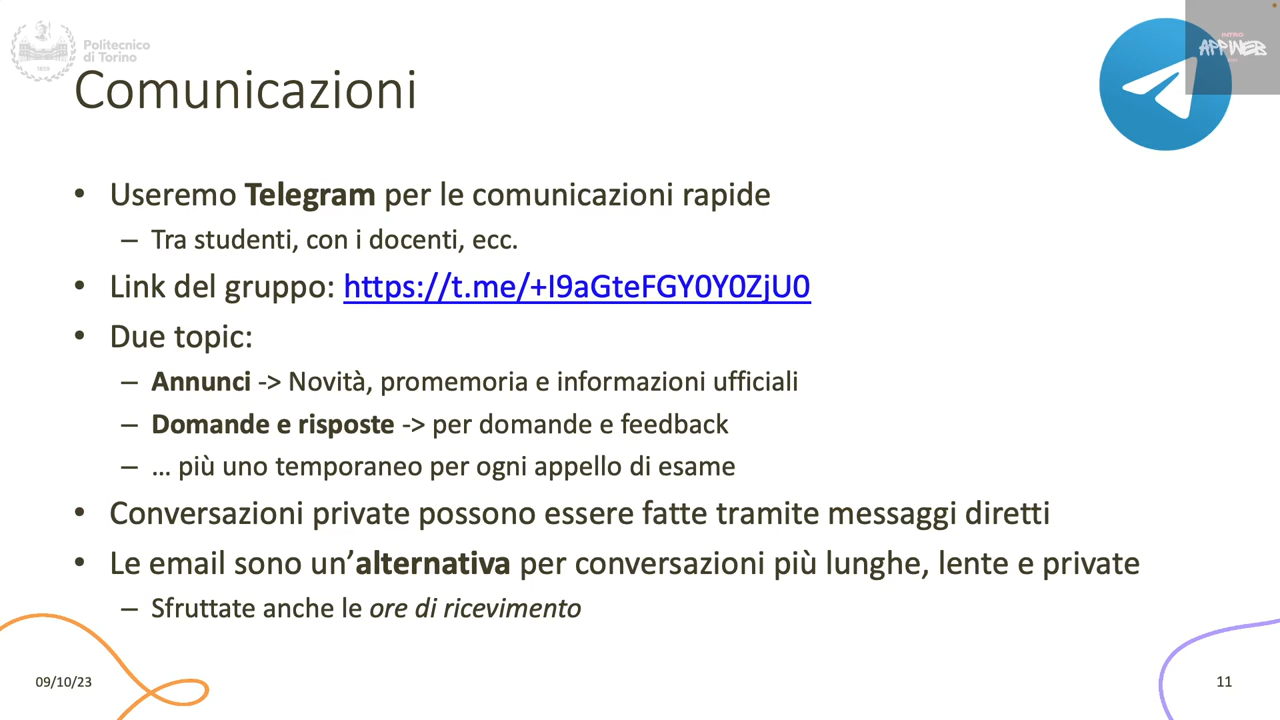 Politecnico
di Torino
1859
INTRO
APPWEB
Comunicazioni
• Useremo Telegram per le comunicazioni rapide
– Tra studenti, con i docenti, ecc.
• Link del gruppo: https://t.me/+I9aGteFGY0Y0ZjU0
• Due topic:
– Annunci -> Novità, promemoria e informazioni ufficiali
– Domande e risposte -> per domande e feedback
– … più uno temporaneo per ogni appello di esame
• Conversazioni private possono essere fatte tramite messaggi diretti
• Le email sono un’alternativa per conversazioni più lunghe, lente e private
– Sfruttate anche le ore di ricevimento
09/10/23
11